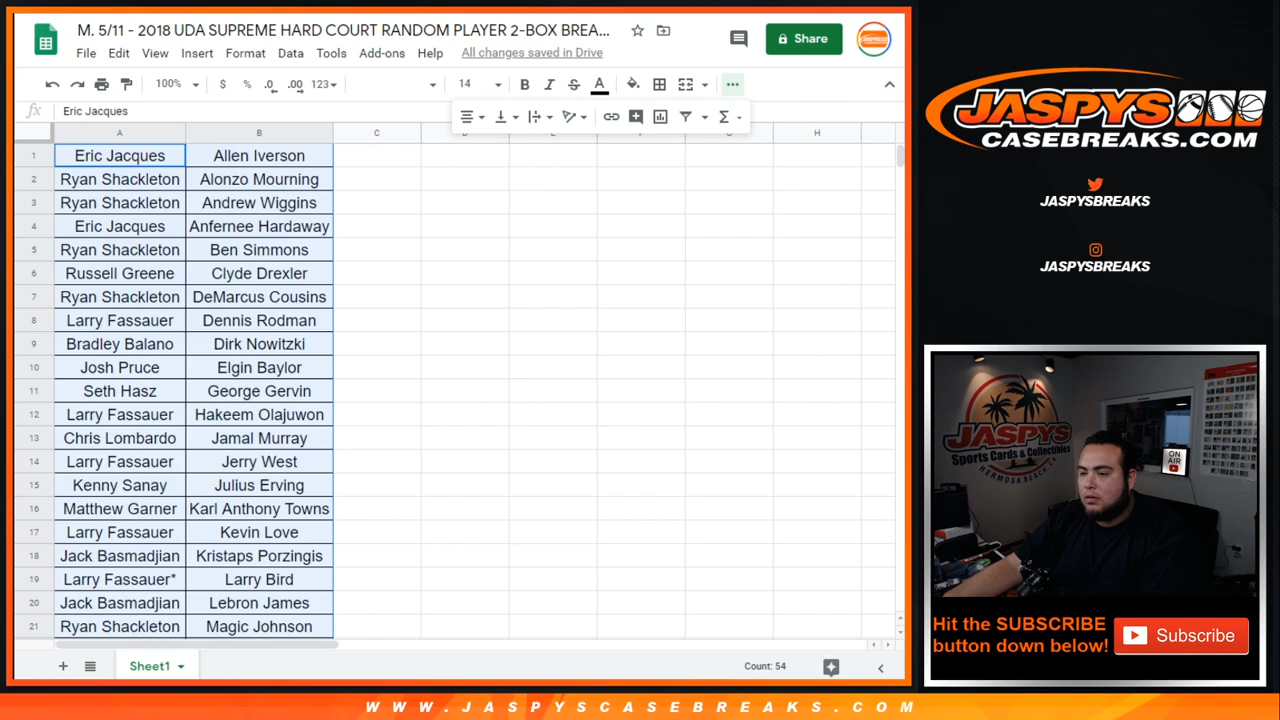 M. 5/11 - 2018 UDA SUPREME HARD COURT RANDOM PLAYER 2-BOX BREA...
Share
File Edit View Insert Format Data Tools Add-ons Help All changes saved in Drive
100% $ % .0 .00 123 14 B I S A
fx Eric Jacques
A B C H
1 Eric Jacques Allen Iverson
2 Ryan Shackleton Alonzo Mourning
3 Ryan Shackleton Andrew Wiggins
4 Eric Jacques Anfernee Hardaway
5 Ryan Shackleton Ben Simmons
6 Russell Greene Clyde Drexler
7 Ryan Shackleton DeMarcus Cousins
8 Larry Fassauer Dennis Rodman
9 Bradley Balano Dirk Nowitzki
10 Josh Pruce Elgin Baylor
11 Seth Hasz George Gervin
12 Larry Fassauer Hakeem Olajuwon
13 Chris Lombardo Jamal Murray
14 Larry Fassauer Jerry West
15 Kenny Sanay Julius Erving
16 Matthew Garner Karl Anthony Towns
17 Larry Fassauer Kevin Love
18 Jack Basmadjian Kristaps Porzingis
19 Larry Fassauer* Larry Bird
20 Jack Basmadjian Lebron James
21 Ryan Shackleton Magic Johnson
Sheet1
Count: 54
JASPYS
CASEBREAKS.COM
JASPYSBREAKS
JASPYSBREAKS
JASPYS
Sports Cards & Collectibles
HERMOSA BEACH, CA
ON
AIR
Hit the SUBSCRIBE
button down below!
Subscribe
WWW.JASPYSCASEBREAKS.COM